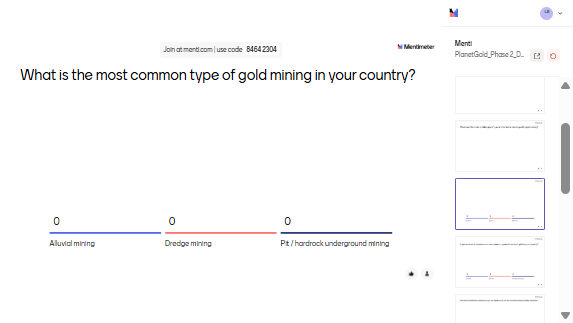 Join at menti.com | use code 8464 2304
Mentimeter
What is the most common type of gold mining in your country?
0
0
0
Alluvial mining
Dredge mining
Pit / hardrock underground mining
Menti
PlanetGold_Phase 2_D...